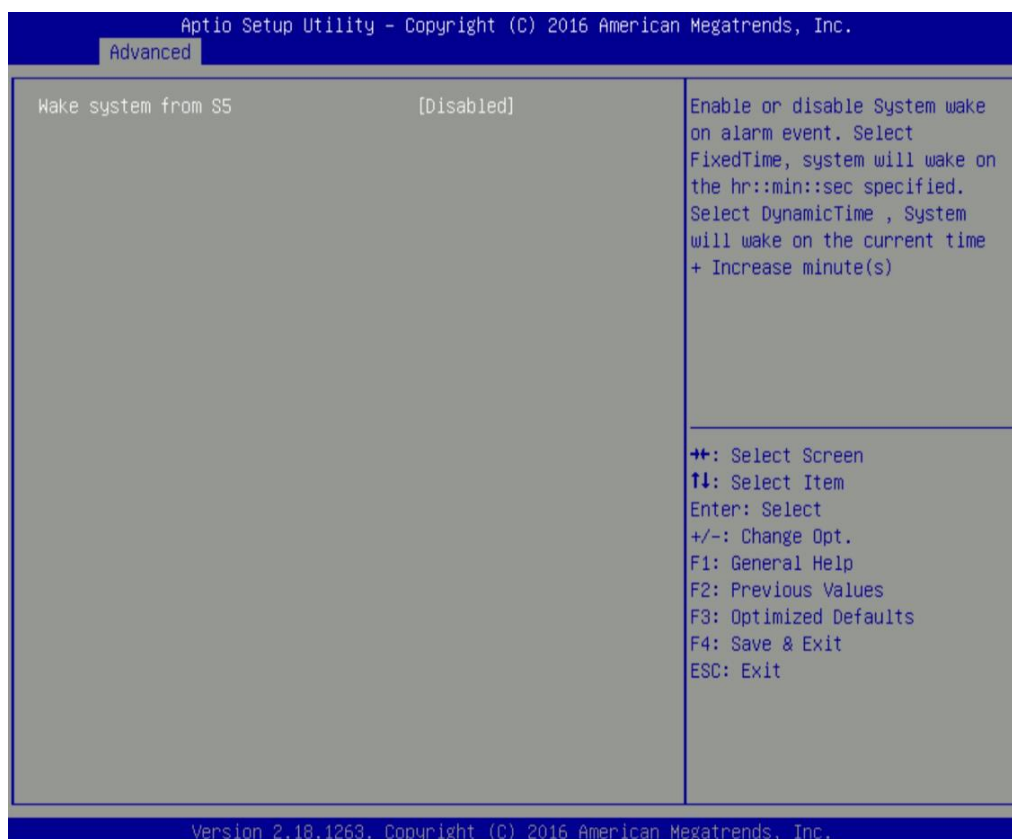 Aptio Setup Utility – Copyright (C) 2016 American Megatrends, Inc.
Advanced
Wake system from S5 [Disabled]
Enable or disable System wake
on alarm event. Select
FixedTime, system will wake on
the hr::min::sec specified.
Select DynamicTime , System
will wake on the current time
+ Increase minute(s)
→←: Select Screen
↑↓: Select Item
Enter: Select
+/-: Change Opt.
F1: General Help
F2: Previous Values
F3: Optimized Defaults
F4: Save & Exit
ESC: Exit
Version 2.18.1263. Copyright (C) 2016 American Megatrends, Inc.